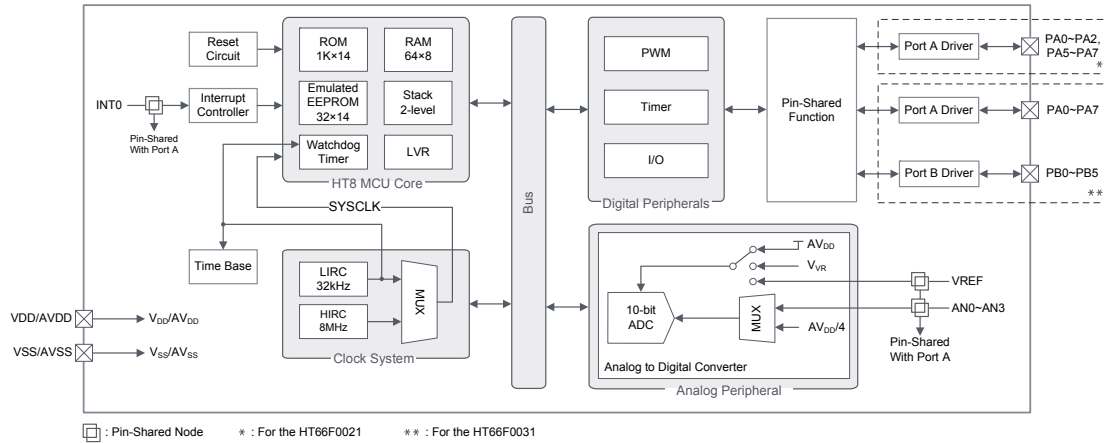 Reset
Circuit
ROM
1K×14
RAM
64×8
INT0
Pin-Shared
With Port A
Interrupt
Controller
Emulated
EEPROM
32×14
Stack
2-level
Watchdog
Timer
LVR
HT8 MCU Core
SYSCLK
Time Base
LIRC
32kHz
HIRC
8MHz
MUX
Clock System
VDD/AVDD
VDD/AVDD
VSS/AVSS
VSS/AVSS
Bus
PWM
Timer
I/O
Digital Peripherals
Pin-Shared
Function
Port A Driver
PA0~PA2,
PA5~PA7
*
Port A Driver
PA0~PA7
Port B Driver
PB0~PB5
**
AVDD
VVR
VREF
10-bit
ADC
MUX
AN0~AN3
AVDD/4
Pin-Shared
With Port A
Analog to Digital Converter
Analog Peripheral
: Pin-Shared Node
* : For the HT66F0021
** : For the HT66F0031